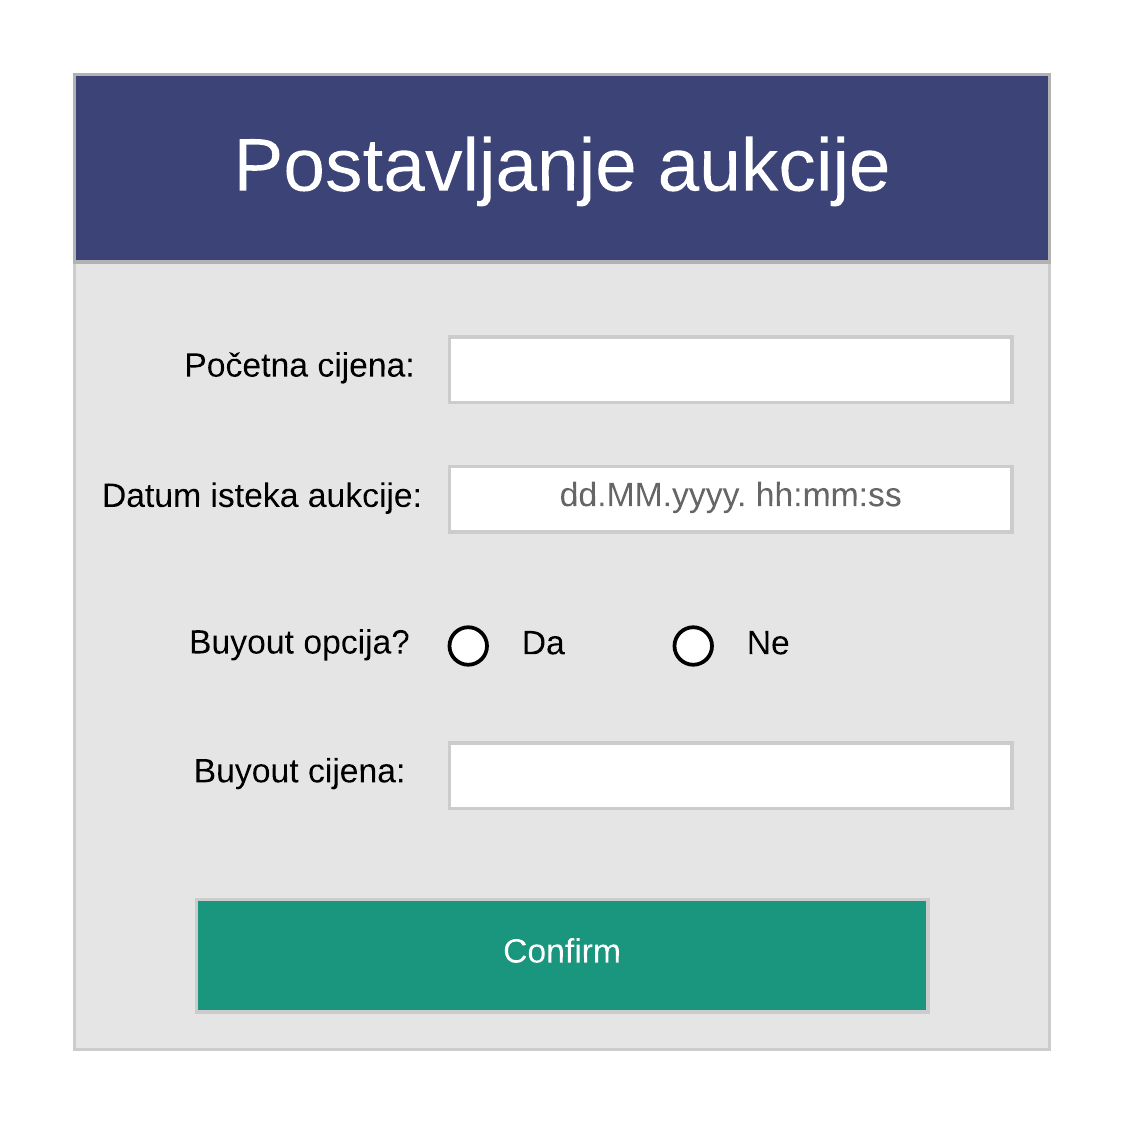 Postavljanje aukcije
Početna cijena:
Datum isteka aukcije: dd.MM.yyyy. hh:mm:ss
Buyout opcija? Da Ne
Buyout cijena:
Confirm